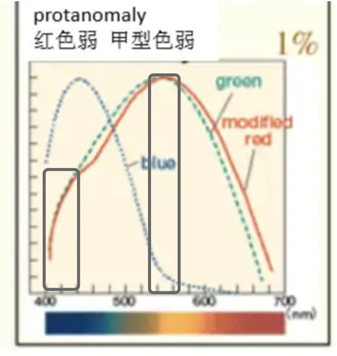 protanomaly
红色弱 甲型色弱
1%
green
modified
red
blue
400 500 600 700
(nm)